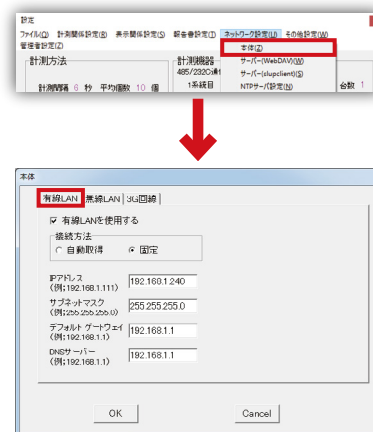 設定
ファイル(O) 計測関係設定(R) 表示関係設定(S) 報告書設定(T) ネットワーク設定(U) その他設定(W)
管理者設定(Z)
本体(Z)
サーバー(WebDAV)(W)
サーバー(slupclient)(S)
NTPサーバ設定(N)
計測方法
計測間隔 6 秒 平均個数 10 個
計測機器
485/232C通
1系統目
台数 1
本体
有線LAN 無線LAN 3G回線
有線LANを使用する
接続方法
自動取得 固定
IPアドレス
(例;192.168.1.111)
192.168.1.240
サブネットマスク
(例;255.255.255.0)
255.255.255.0
デフォルト ゲートウェイ
(例;192.168.1.1)
192.168.1.1
DNSサーバー
(例;192.168.1.1)
192.168.1.1
OK Cancel